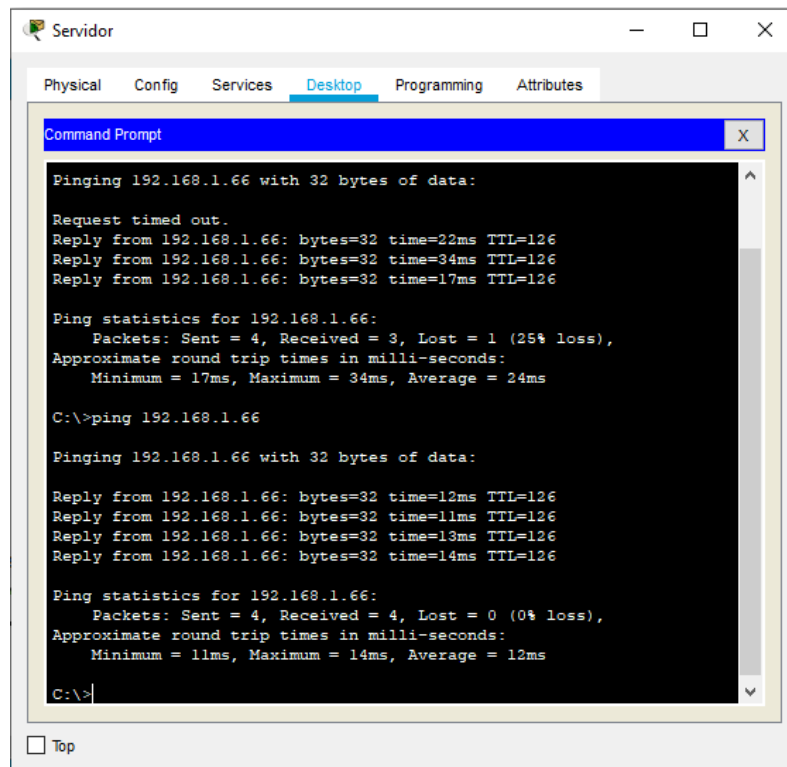 Servidor
Physical Config Services Desktop Programming Attributes
Command Prompt
X
Pinging 192.168.1.66 with 32 bytes of data:
Request timed out.
Reply from 192.168.1.66: bytes=32 time=22ms TTL=126
Reply from 192.168.1.66: bytes=32 time=34ms TTL=126
Reply from 192.168.1.66: bytes=32 time=17ms TTL=126
Ping statistics for 192.168.1.66:
Packets: Sent = 4, Received = 3, Lost = 1 (25% loss),
Approximate round trip times in milli-seconds:
Minimum = 17ms, Maximum = 34ms, Average = 24ms
C:\>ping 192.168.1.66
Pinging 192.168.1.66 with 32 bytes of data:
Reply from 192.168.1.66: bytes=32 time=12ms TTL=126
Reply from 192.168.1.66: bytes=32 time=11ms TTL=126
Reply from 192.168.1.66: bytes=32 time=13ms TTL=126
Reply from 192.168.1.66: bytes=32 time=14ms TTL=126
Ping statistics for 192.168.1.66:
Packets: Sent = 4, Received = 4, Lost = 0 (0% loss),
Approximate round trip times in milli-seconds:
Minimum = 11ms, Maximum = 14ms, Average = 12ms
C:\>
Top